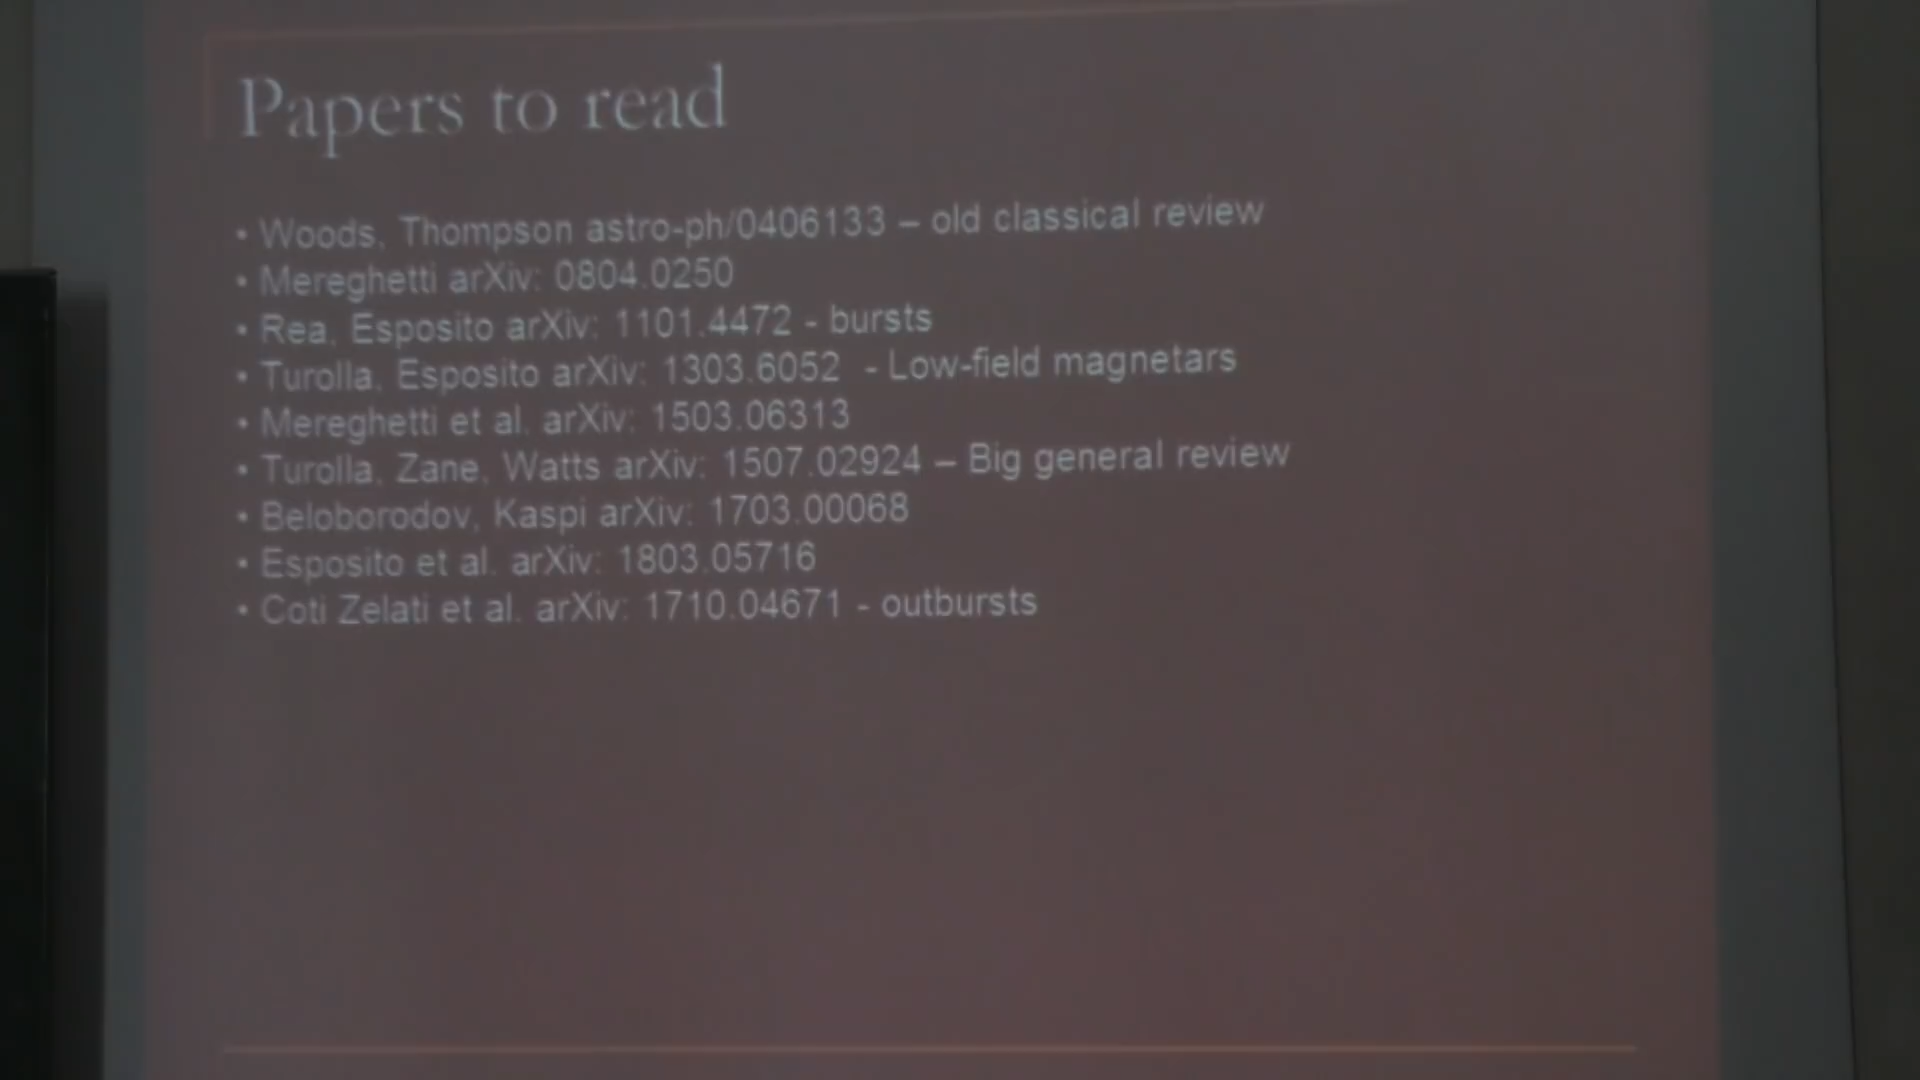 Papers to read
• Woods, Thompson astro-ph/0406133 – old classical review
• Mereghetti arXiv: 0804.0250
• Rea, Esposito arXiv: 1101.4472 - bursts
• Turolla, Esposito arXiv: 1303.6052 - Low-field magnetars
• Mereghetti et al. arXiv: 1503.06313
• Turolla, Zane, Watts arXiv: 1507.02924 – Big general review
• Beloborodov, Kaspi arXiv: 1703.00068
• Esposito et al. arXiv: 1803.05716
• Coti Zelati et al. arXiv: 1710.04671 - outbursts